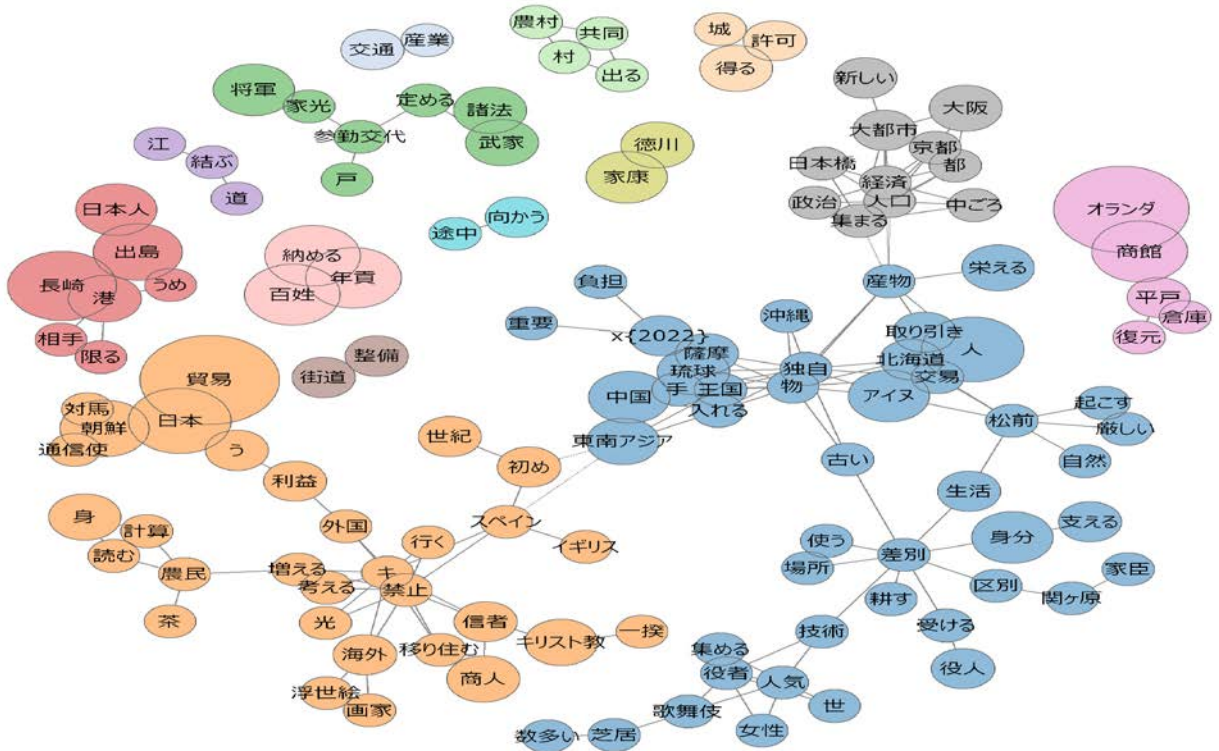 農村
共同
村
出る
交通
産業
城
許可
得る
将軍
家光
定める
諸法
参勤交代
武家
戸
新しい
大阪
大都市
京都
都
日本橋
経済
人口
政治
集まる
中ごろ
江
結ぶ
道
徳川
家康
オランダ
商館
平戸
倉庫
復元
日本人
出島
長崎
港
うめ
相手
限る
納める
年貢
百姓
途中
向かう
街道
整備
産物
栄える
負担
重要
×{2022}
沖縄
取り引き
人
薩摩
琉球
独自
北海道
交易
手
王国
物
中国
入れる
アイヌ
東南アジア
松前
起こす
厳しい
自然
古い
生活
貿易
日本
対馬
朝鮮
通信使
う
利益
世紀
初め
外国
スペイン
イギリス
行く
身
計算
読む
農民
茶
増える
キ
考える
禁止
光
信者
キリスト教
一揆
海外
移り住む
商人
浮世絵
画家
使う
差別
場所
身分
支える
区別
家臣
関ヶ原
耕す
受ける
役人
技術
集める
役者
人気
世
歌舞伎
女性
数多い
芝居